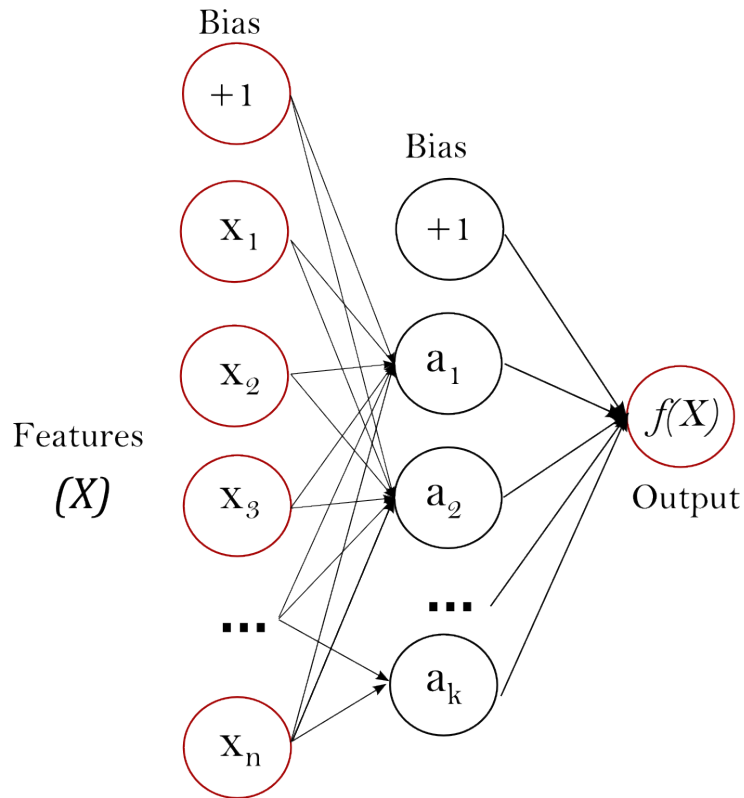 Bias
+1
x1
x2
x3
...
xn
Features
(X)
Bias
+1
a1
a2
...
ak
f(X)
Output